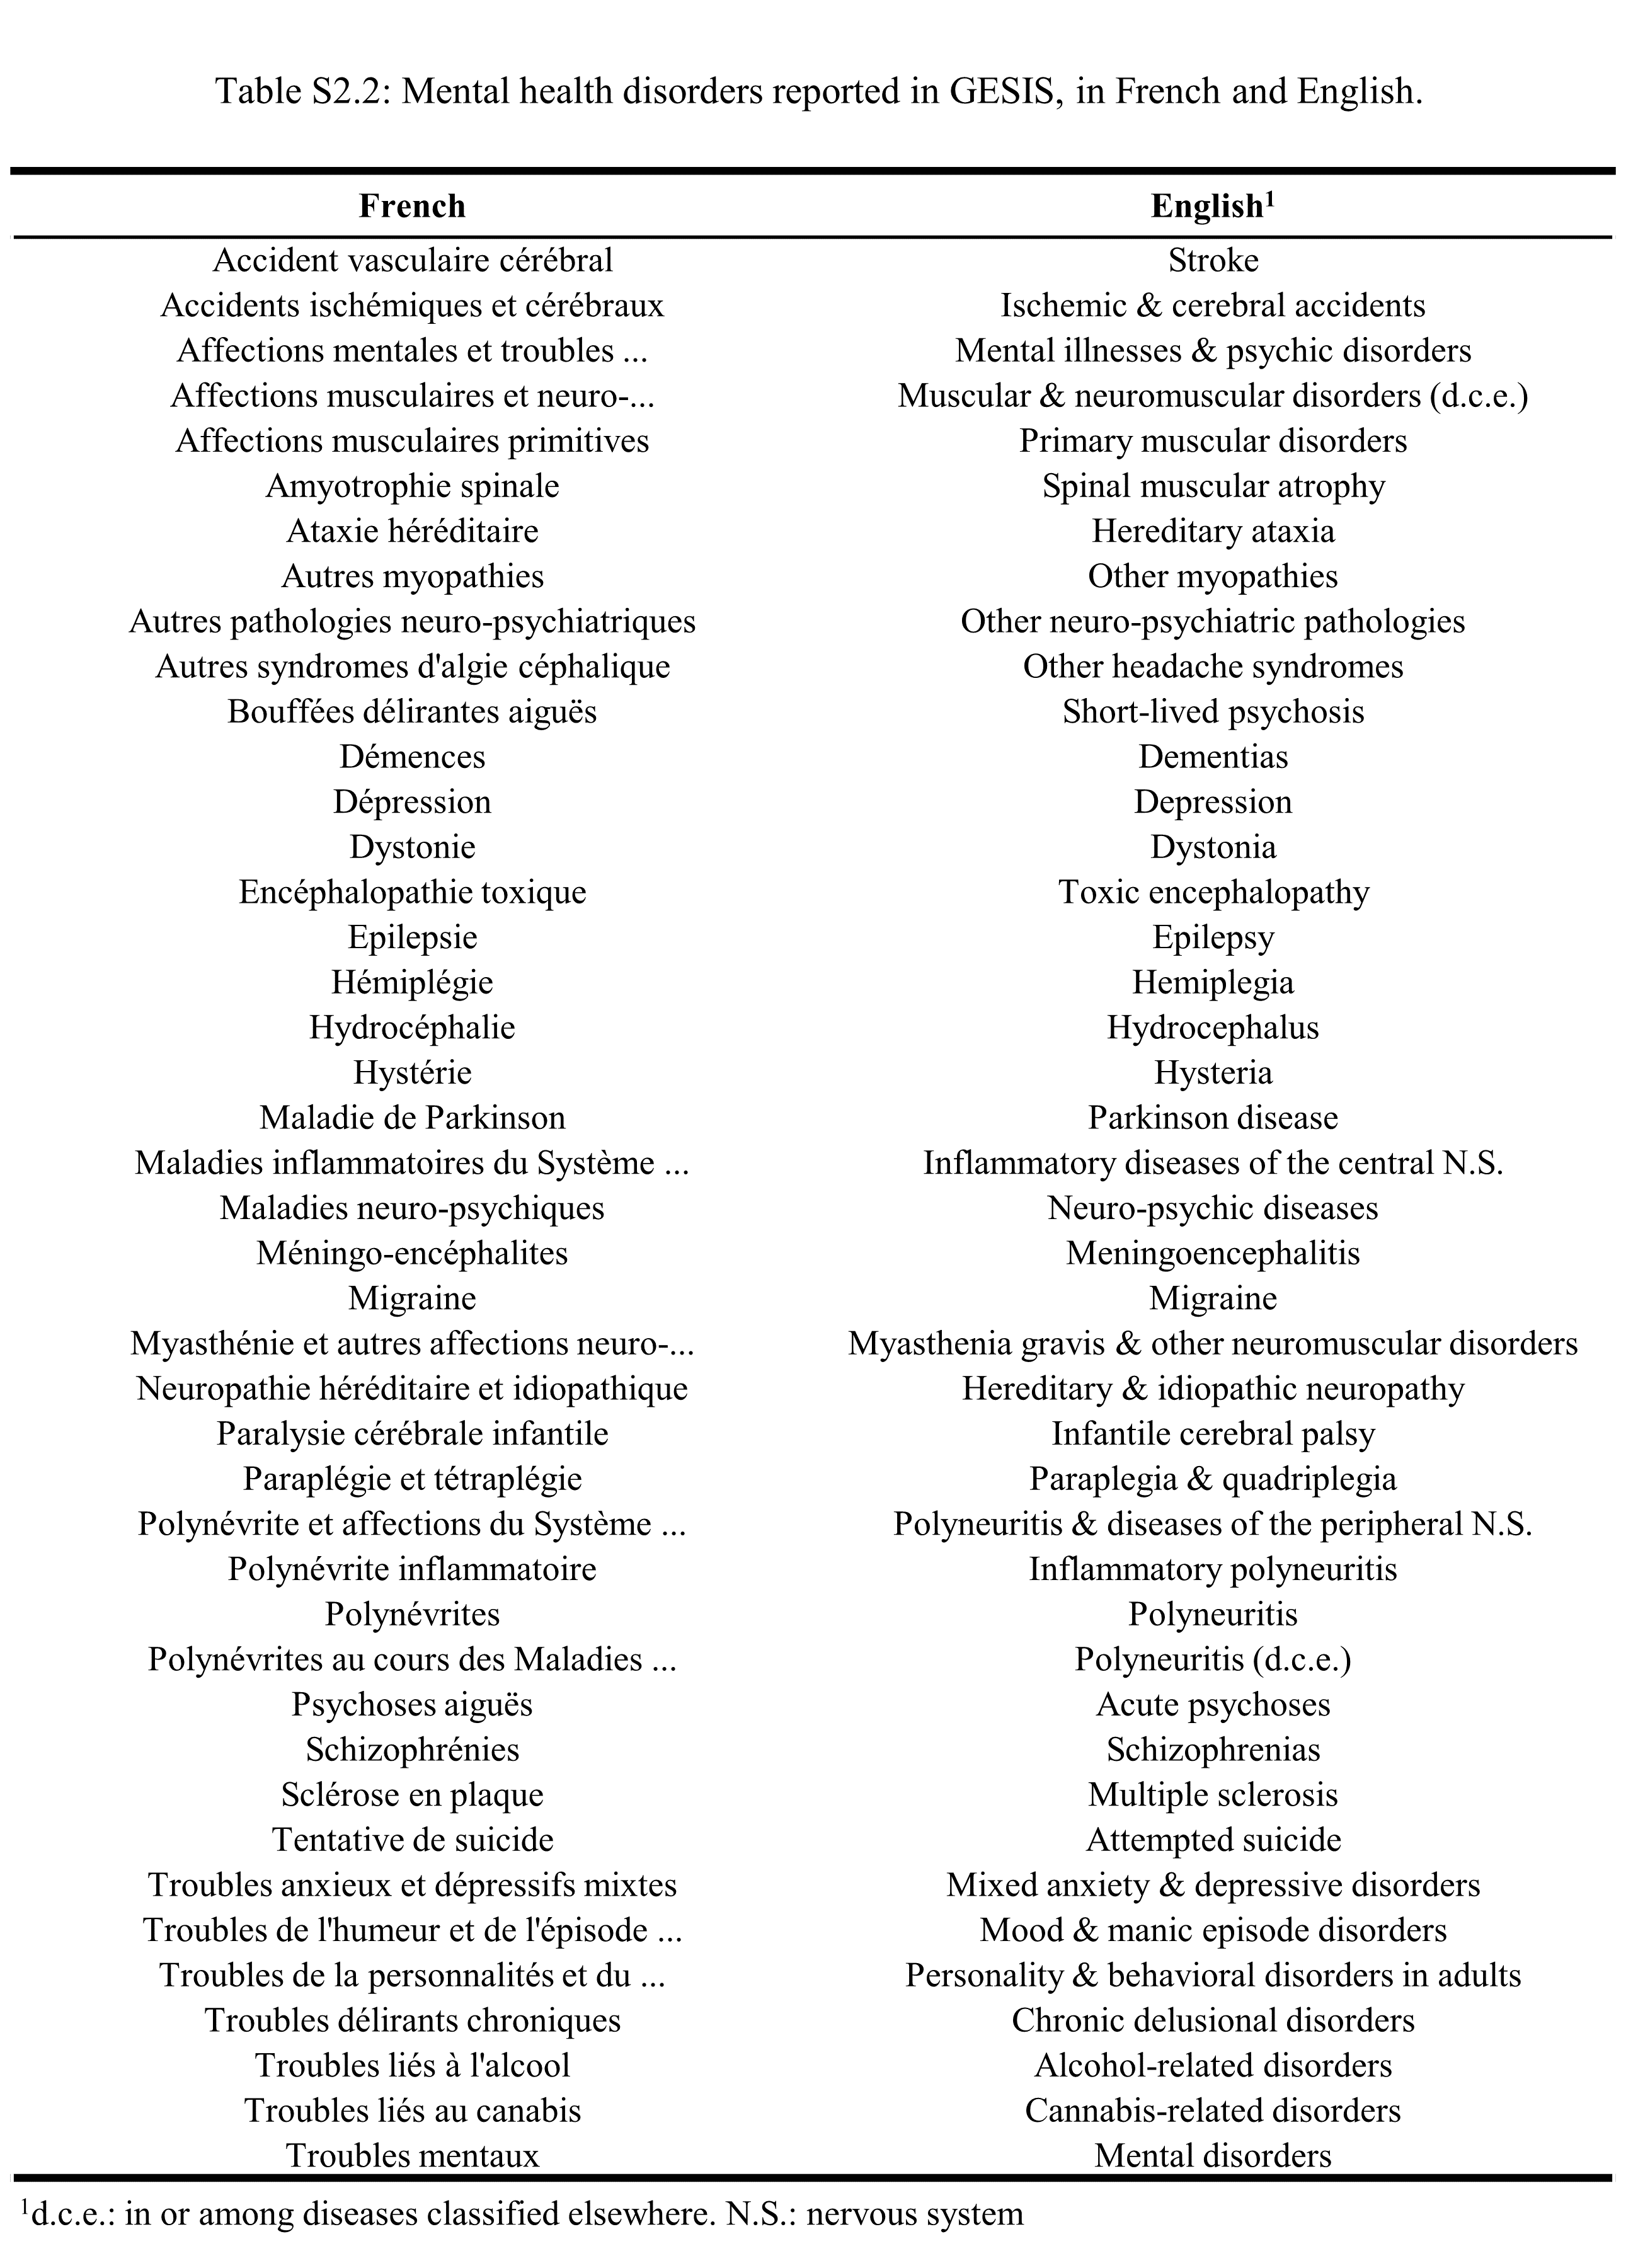 Table S2.2: Mental health disorders reported in GESIS, in French and English.
French English¹
Accident vasculaire cérébral Stroke
Accidents ischémiques et cérébraux Ischemic & cerebral accidents
Affections mentales et troubles ... Mental illnesses & psychic disorders
Affections musculaires et neuro-... Muscular & neuromuscular disorders (d.c.e.)
Affections musculaires primitives Primary muscular disorders
Amyotrophie spinale Spinal muscular atrophy
Ataxie héréditaire Hereditary ataxia
Autres myopathies Other myopathies
Autres pathologies neuro-psychiatriques Other neuro-psychiatric pathologies
Autres syndromes d'algie céphalique Other headache syndromes
Bouffées délirantes aiguës Short-lived psychosis
Démences Dementias
Dépression Depression
Dystonie Dystonia
Encéphalopathie toxique Toxic encephalopathy
Epilepsie Epilepsy
Hémiplégie Hemiplegia
Hydrocéphalie Hydrocephalus
Hystérie Hysteria
Maladie de Parkinson Parkinson disease
Maladies inflammatoires du Système ... Inflammatory diseases of the central N.S.
Maladies neuro-psychiques Neuro-psychic diseases
Méningo-encéphalites Meningoencephalitis
Migraine Migraine
Myasthénie et autres affections neuro-... Myasthenia gravis & other neuromuscular disorders
Neuropathie héréditaire et idiopathique Hereditary & idiopathic neuropathy
Paralysie cérébrale infantile Infantile cerebral palsy
Paraplégie et tétraplégie Paraplegia & quadriplegia
Polynévrite et affections du Système ... Polyneuritis & diseases of the peripheral N.S.
Polynévrite inflammatoire Inflammatory polyneuritis
Polynévrites Polyneuritis
Polynévrites au cours des Maladies ... Polyneuritis (d.c.e.)
Psychoses aiguës Acute psychoses
Schizophrénies Schizophrenias
Sclérose en plaque Multiple sclerosis
Tentative de suicide Attempted suicide
Troubles anxieux et dépressifs mixtes Mixed anxiety & depressive disorders
Troubles de l'humeur et de l'épisode ... Mood & manic episode disorders
Troubles de la personnalités et du ... Personality & behavioral disorders in adults
Troubles délirants chroniques Chronic delusional disorders
Troubles liés à l'alcool Alcohol-related disorders
Troubles liés au canabis Cannabis-related disorders
Troubles mentaux Mental disorders
¹d.c.e.: in or among diseases classified elsewhere. N.S.: nervous system